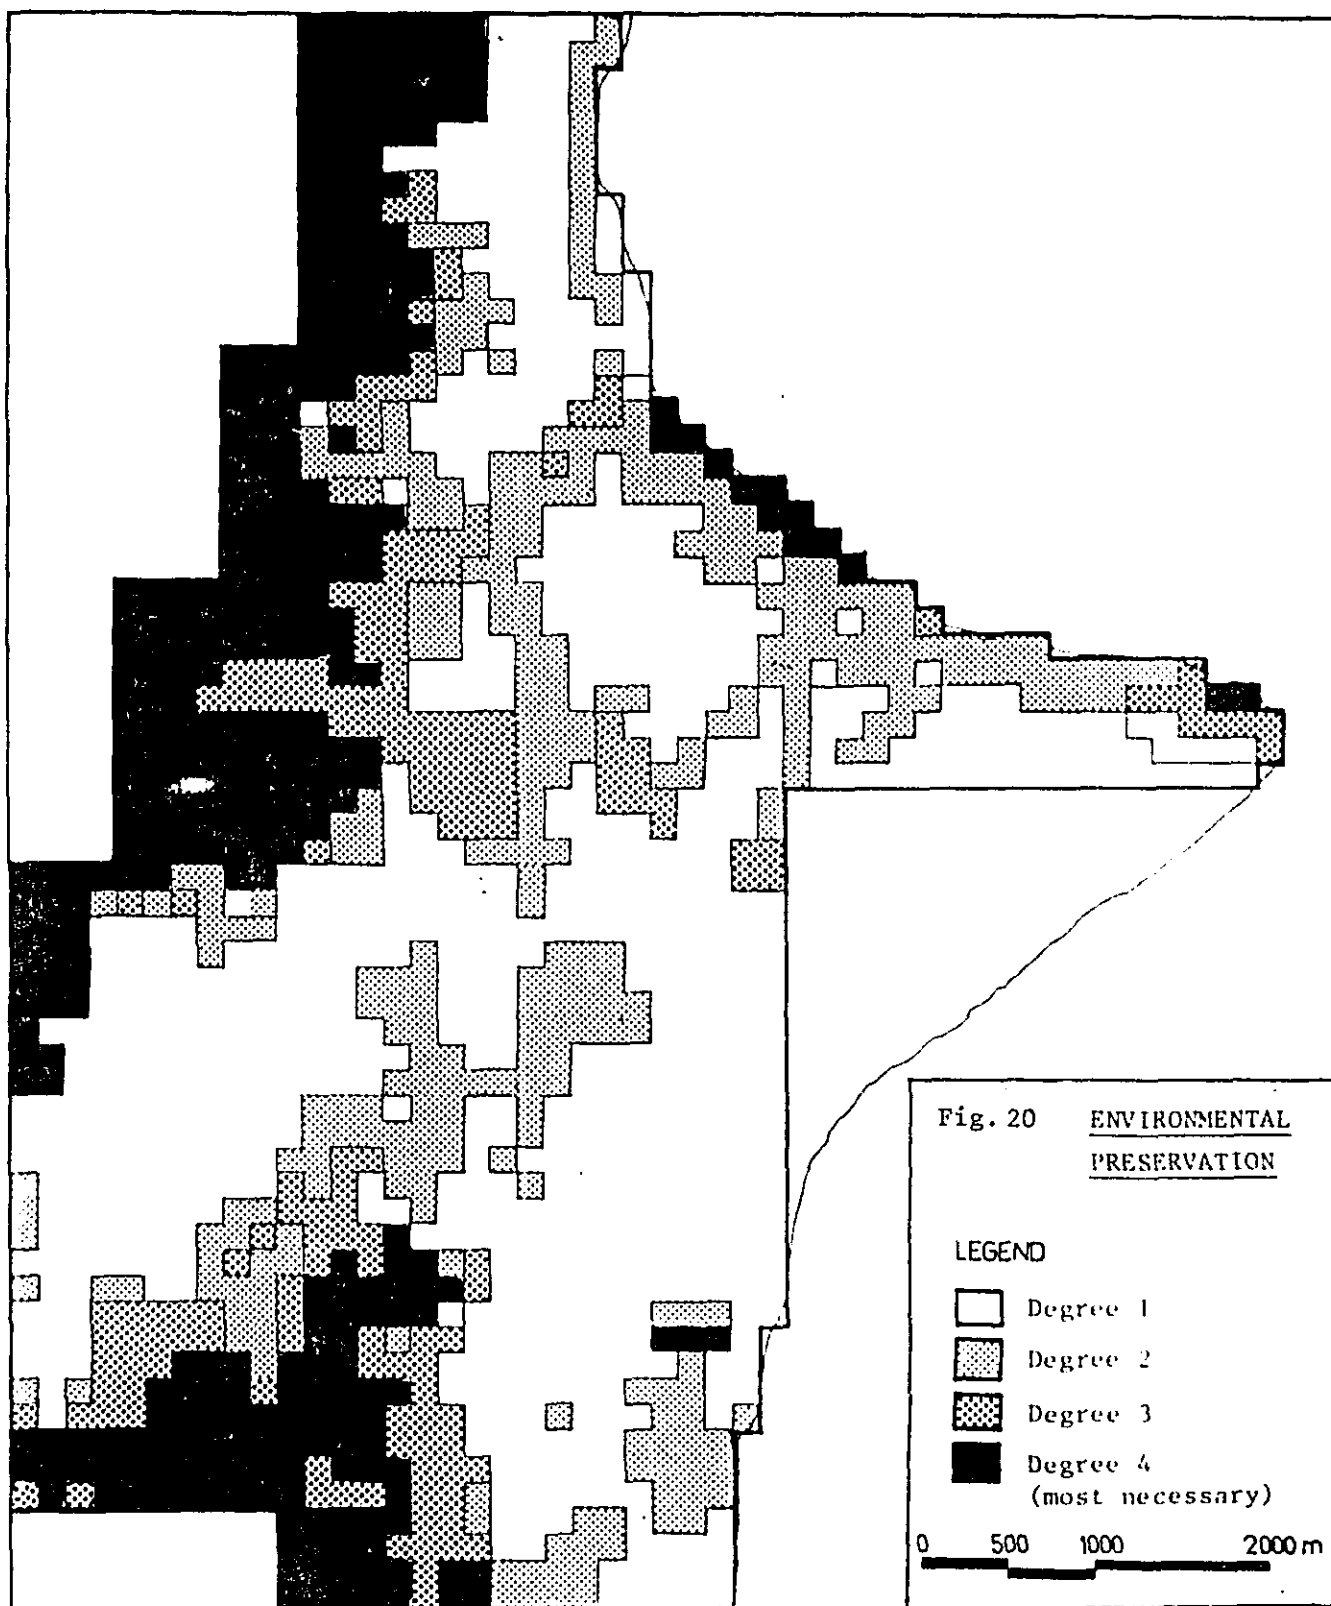 Fig. 20 ENVIRONMENTAL
PRESERVATION
LEGEND
Degree 1
Degree 2
Degree 3
Degree 4
(most necessary)
0 500 1000 2000 m